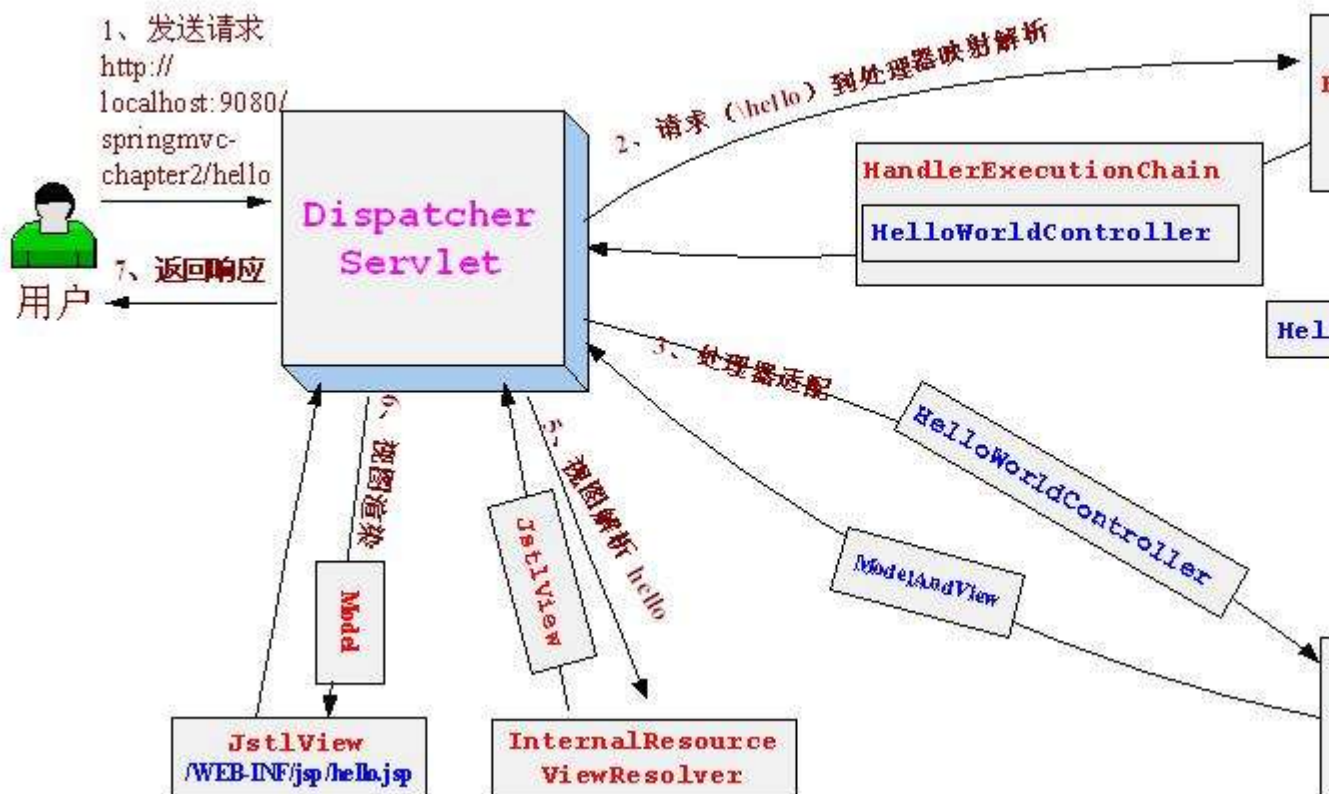 1、发送请求
http://
localhost:9080/
springmvc-
chapter2/hello
用户
7、返回响应
Dispatcher
Servlet
2、请求（\hello）到处理器映射解析
HandlerExecutionChain
HelloWorldController
Hel
3、处理器适配
HelloWorldController
ModelAndView
5、视图解析 hello
JstlView
6、视图渲染
Model
JstlView
/WEB-INF/jsp/hello.jsp
InternalResource
ViewResolver